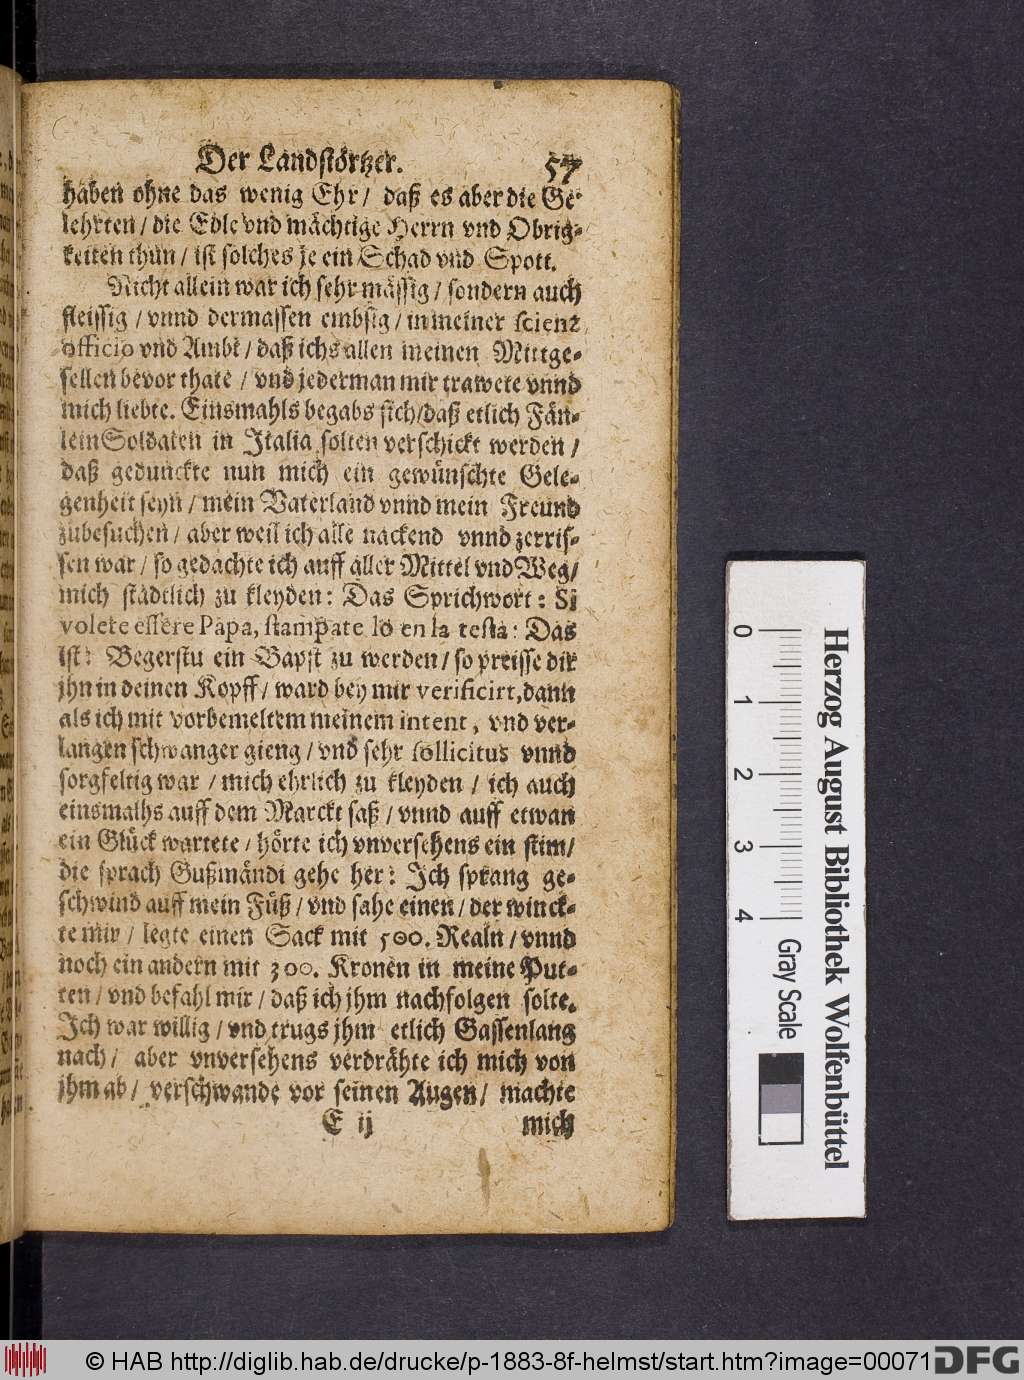 Der Landstörtzer. 57
haben ohne das wenig Ehr / daß es aber die Ge-
lehrten / die Edle vnd mächtige Herrn vnd Obrig-
keiten thun / ist solches je ein Schad vnd Spott.
Nicht allein war ich sehr mässig / sondern auch
fleissig / vnnd dermassen embsig / in meiner scienz
officio vnd Ambt / daß ichs allen meinen Mittge-
sellen bevor thate / vnd jederman mir trawete vnnd
mich liebte. Einsmahls begabs sich/daß etlich Fän-
lein Soldaten in Italia solten verschickt werden /
daß geduncte nun mich ein gewünschte Gele-
genheit seyn / mein Vaterland vnnd mein Freund
zubesuchen / aber weil ich alle nackend vnnd zerris-
sen war / so gedachte ich auff aller Mittel vnd Weg/
mich städtlich zu kleyden: Das Sprichwort: Si
volete essere Papa, stampate lo en la testa: Das
ist: Begerstu ein Bapst zu werden / so preisse dir
jhn in deinen Kopff / ward bey mir verificirt, dann
als ich mit vorbemeltem meinem intent, vnd ver-
langen schwanger gieng / vnd sehr sollicitus vnnd
sorgfeltig war / mich ehrlich zu kleyden / ich auch
einsmalhs auff dem Marckt saß / vnnd auff etwan
ein Glück wartete / hörte ich vnversehens ein stim/
die sprach Gußmändi gehe her: Ich sprang ge-
schwind auff mein Füß / vnd sahe einen / der winck-
te mir / legte einen Sack mit 500. Realn / vnnd
noch ein andern mit 300. Kronen in meine Put-
ten / vnd befahl mir / daß ich jhm nachfolgen solte.
Ich war willig / vnd trugs jhm etlich Gassenlang
nach / aber vnversehens verdrähte ich mich von
jhm ab / verschwande vor seinen Augen / machte
E ij mich
0 1 2 3 4
Gray Scale
Herzog August Bibliothek Wolfenbüttel
© HAB http://diglib.hab.de/drucke/p-1883-8f-helmst/start.htm?image=00071
DFG